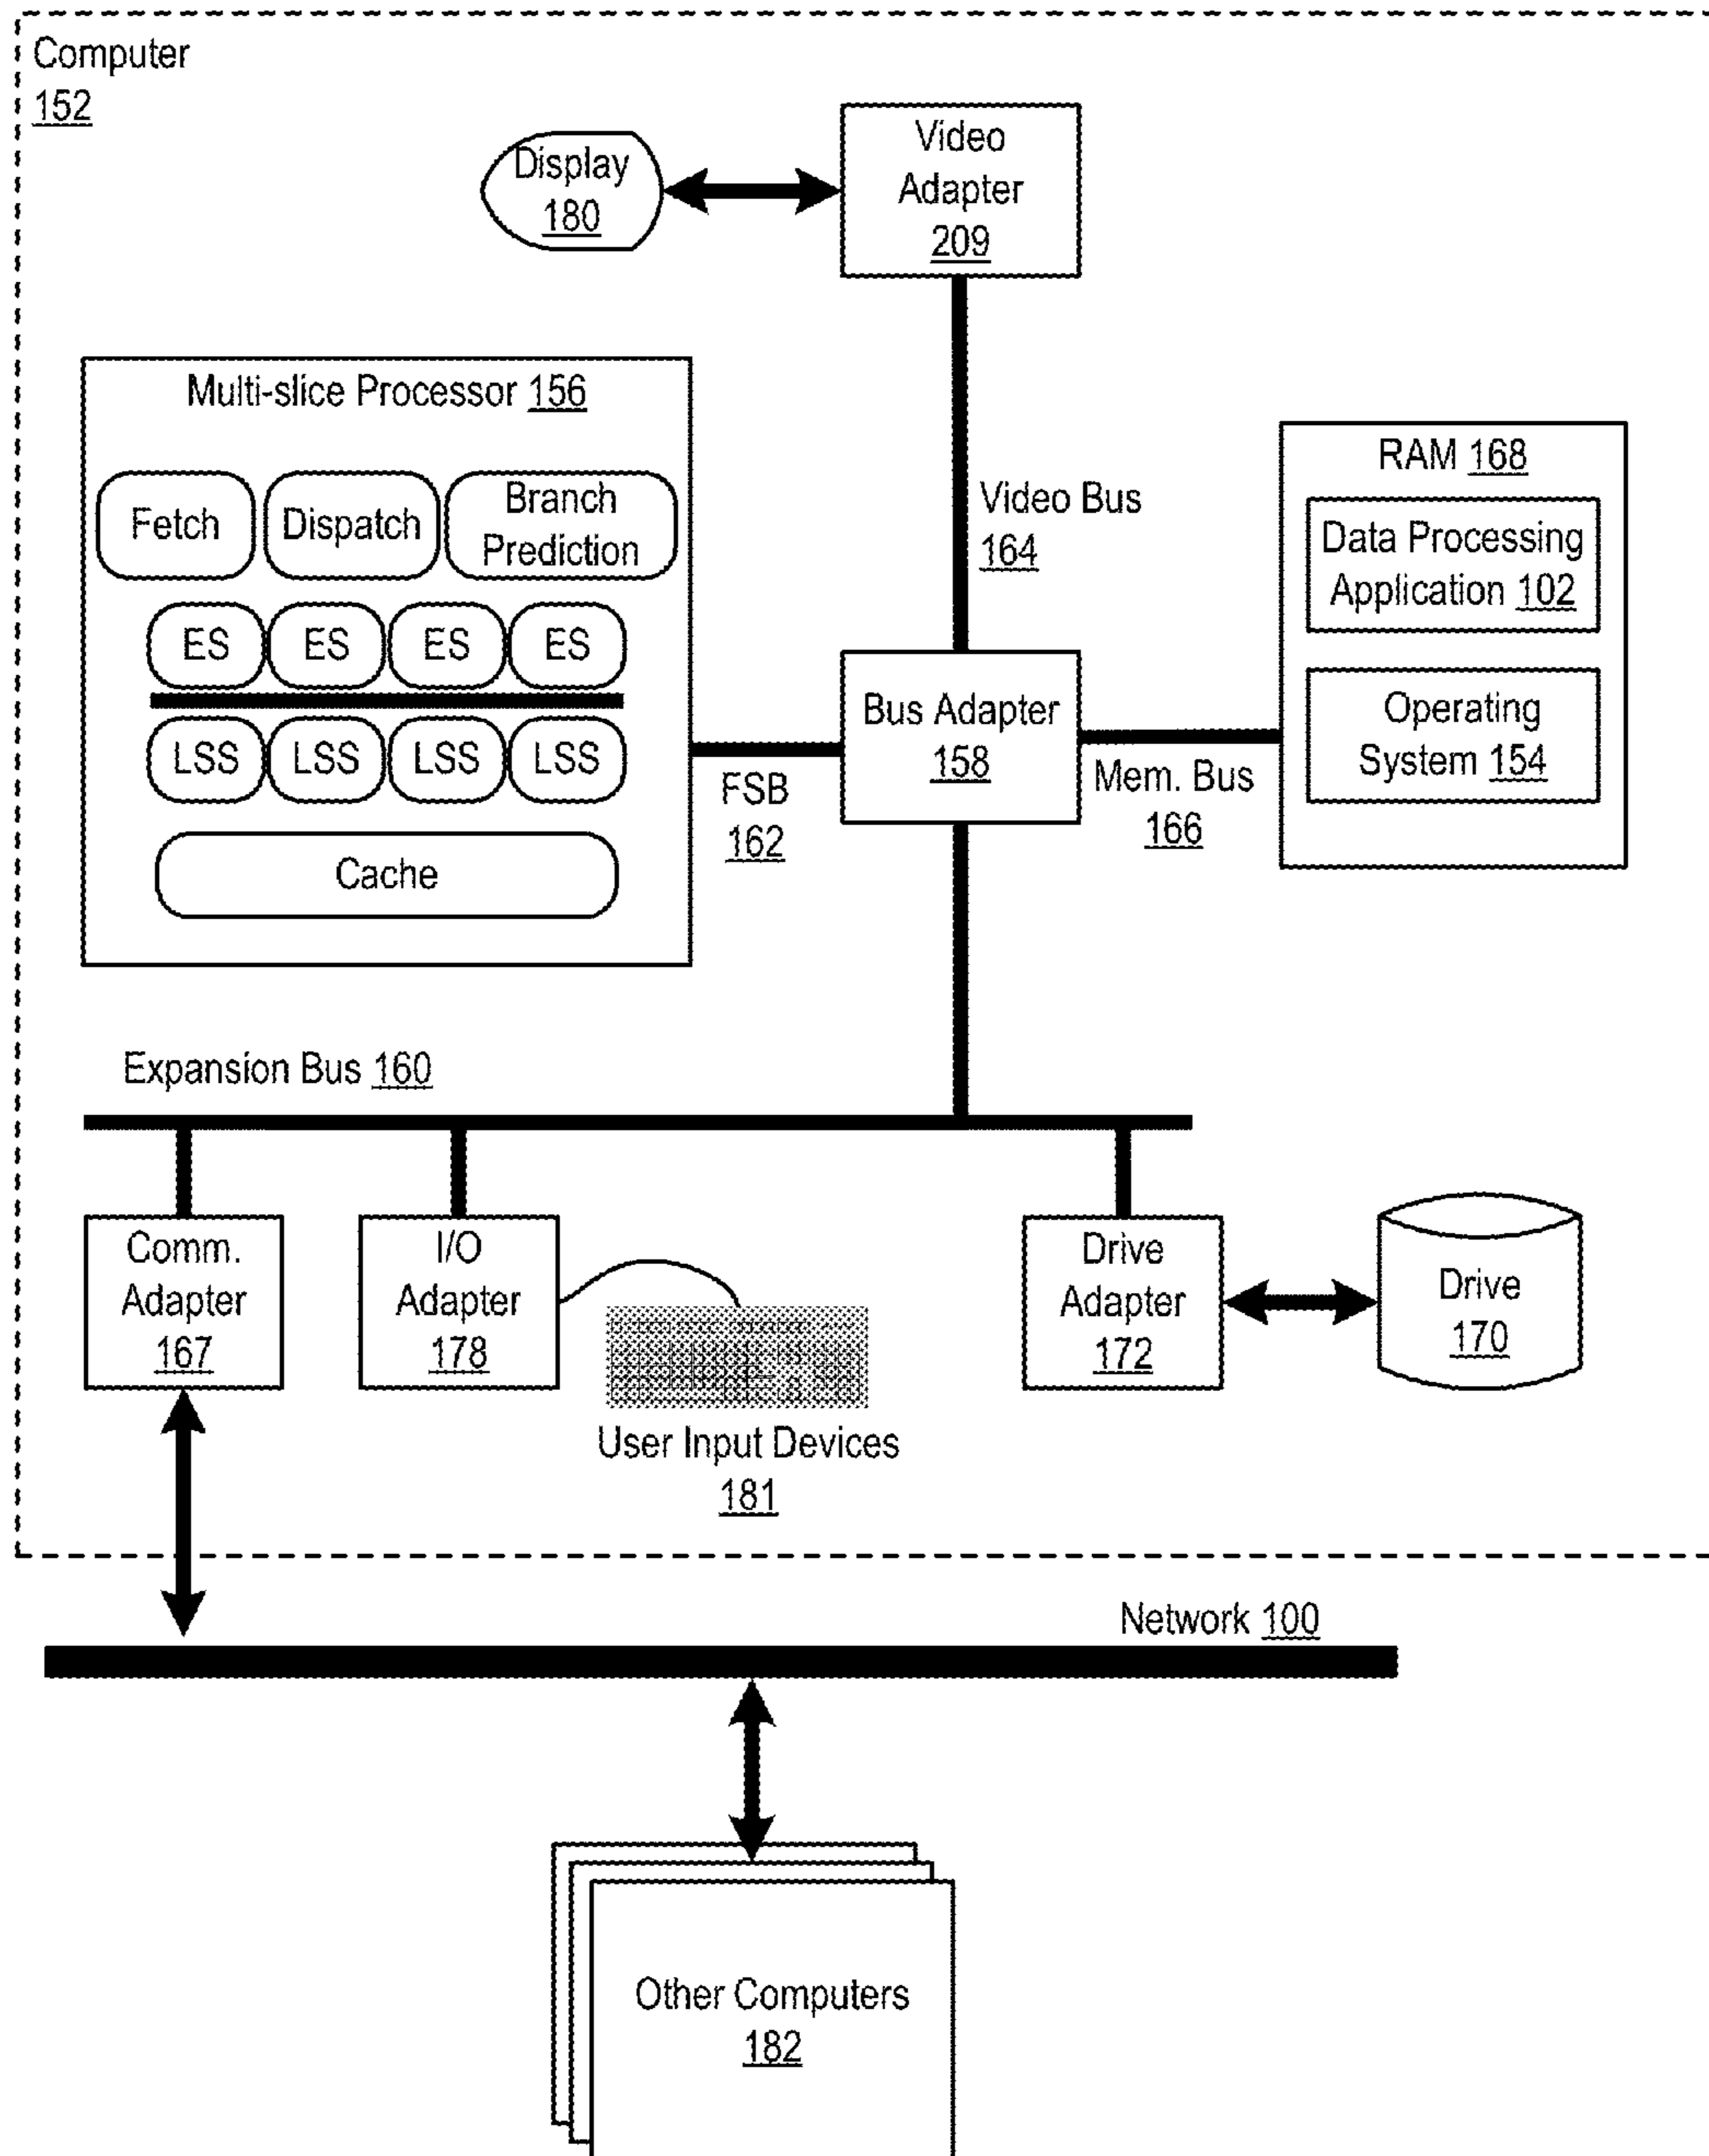 Computer
152
Display
180
Video
Adapter
209
Multi-slice Processor 156
Fetch
Dispatch
Branch
Prediction
ES
ES
ES
ES
LSS
LSS
LSS
LSS
Cache
Video Bus
164
RAM 168
Data Processing
Application 102
Operating
System 154
Bus Adapter
158
FSB
162
Mem. Bus
166
Expansion Bus 160
Comm.
Adapter
167
I/O
Adapter
178
User Input Devices
181
Drive
Adapter
172
Drive
170
Network 100
Other Computers
182